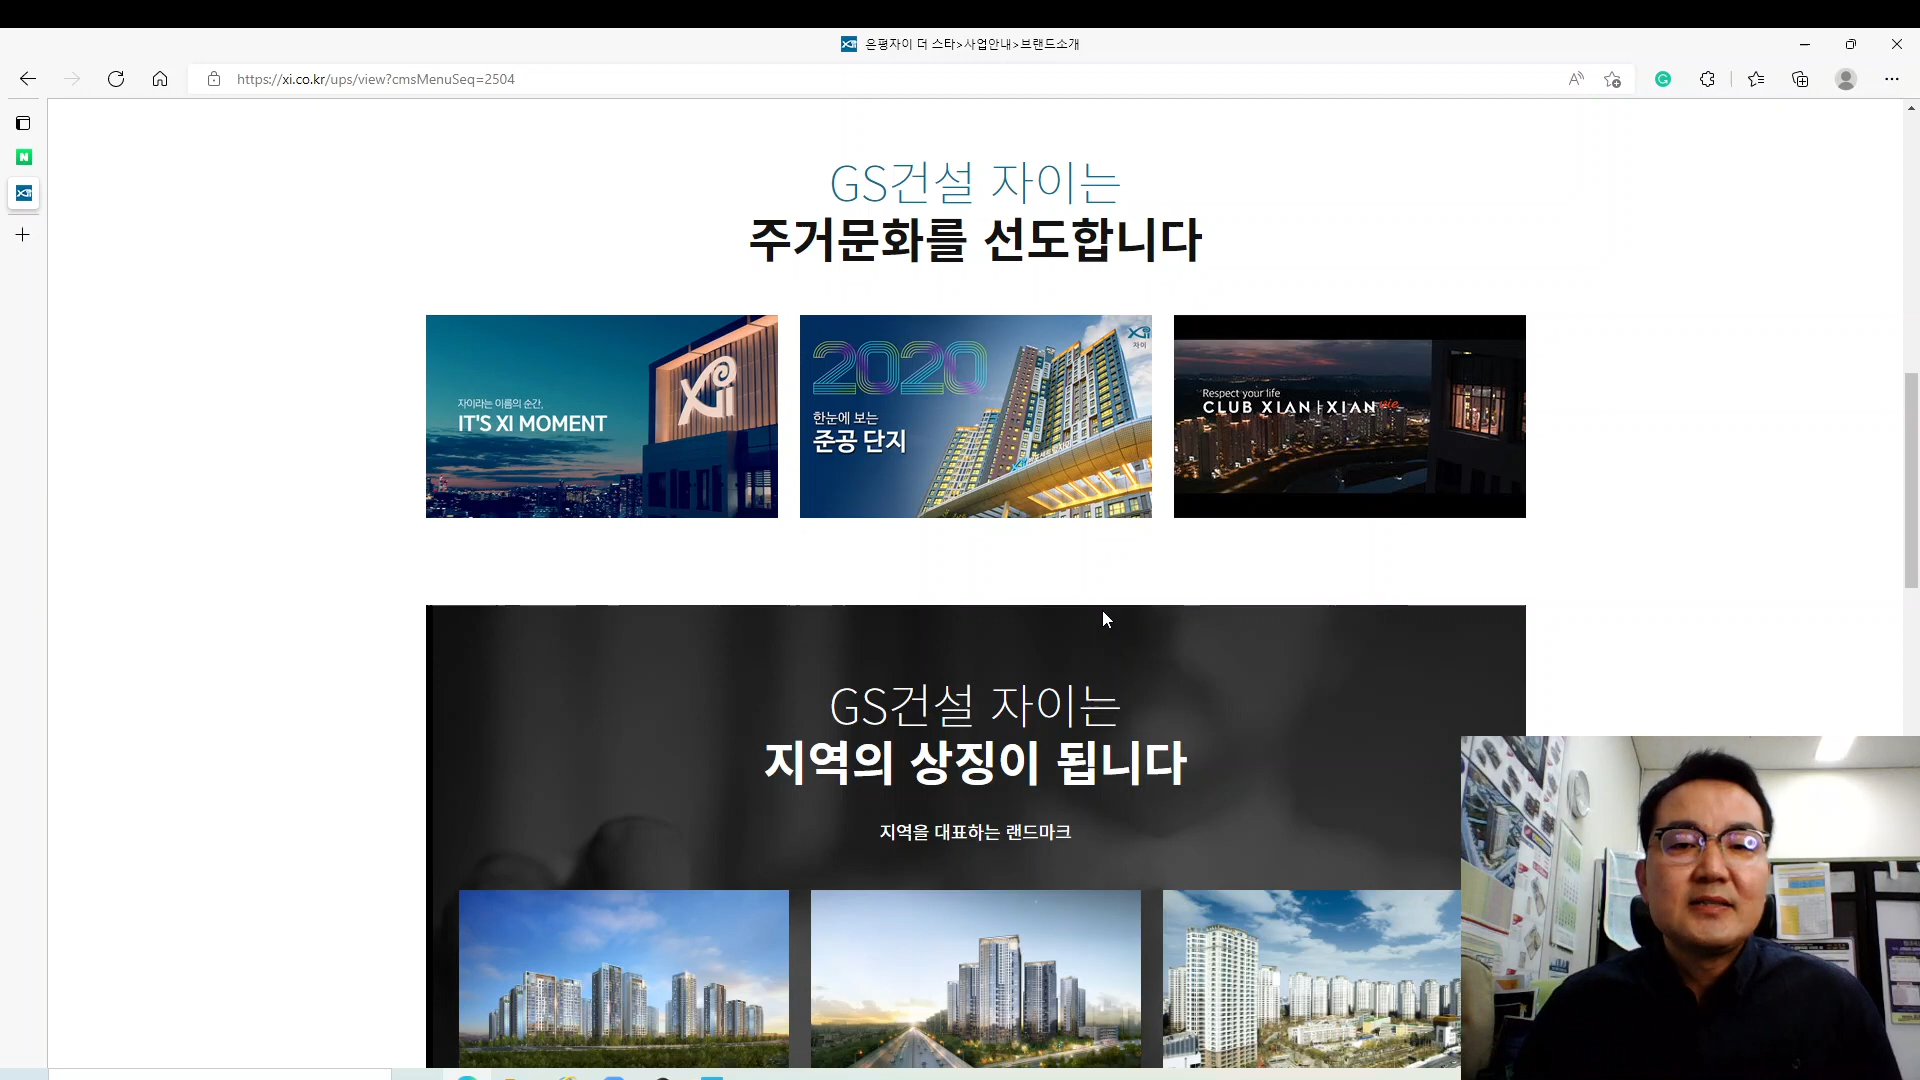 은평자이 더 스타>사업안내>브랜드소개
https://xi.co.kr/ups/view?cmsMenuSeq=2504
GS건설 자이는
주거문화를 선도합니다
자이라는 이름의 순간,
IT'S XI MOMENT
Xi
2020
한눈에 보는
준공 단지
Xi
자이
Respect your life
CLUB XIAN | XIAN vie
GS건설 자이는
지역의 상징이 됩니다
지역을 대표하는 랜드마크